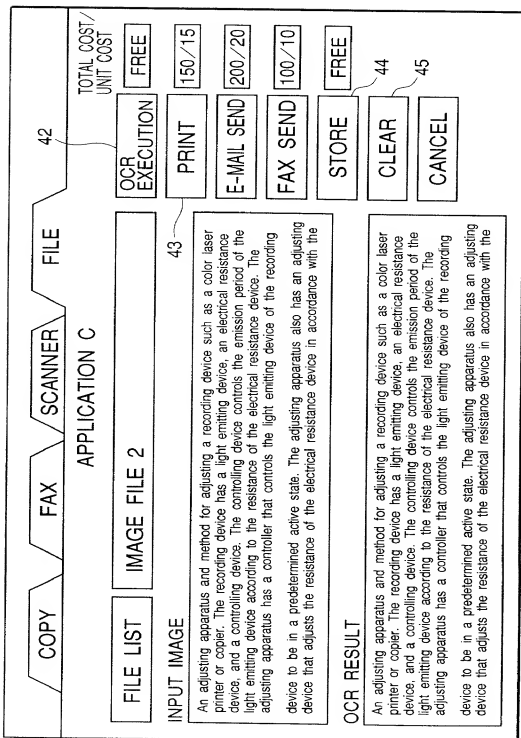 COPY FAX SCANNER FILE
APPLICATION C
TOTAL COST/
UNIT COST
42
FILE LIST IMAGE FILE 2
OCR
EXECUTION
FREE
43
PRINT 150/15
E-MAIL SEND 200/20
FAX SEND 100/10
STORE FREE
44
CLEAR
45
CANCEL
INPUT IMAGE
An adjusting apparatus and method for adjusting a recording device such as a color laser
printer or copier. The recording device has a light emitting device, an electrical resistance
device, and a controlling device. The controlling device controls the emission period of the
light emitting device according to the resistance of the electrical resistance device. The
adjusting apparatus has a controller that controls the light emitting device of the recording
device to be in a predetermined active state. The adjusting apparatus also has an adjusting
device that adjusts the resistance of the electrical resistance device in accordance with the
OCR RESULT
An adjusting apparatus and method for adjusting a recording device such as a color laser
printer or copier. The recording device has a light emitting device, an electrical resistance
device, and a controlling device. The controlling device controls the emission period of the
light emitting device according to the resistance of the electrical resistance device. The
adjusting apparatus has a controller that controls the light emitting device of the recording
device to be in a predetermined active state. The adjusting apparatus also has an adjusting
device that adjusts the resistance of the electrical resistance device in accordance with the